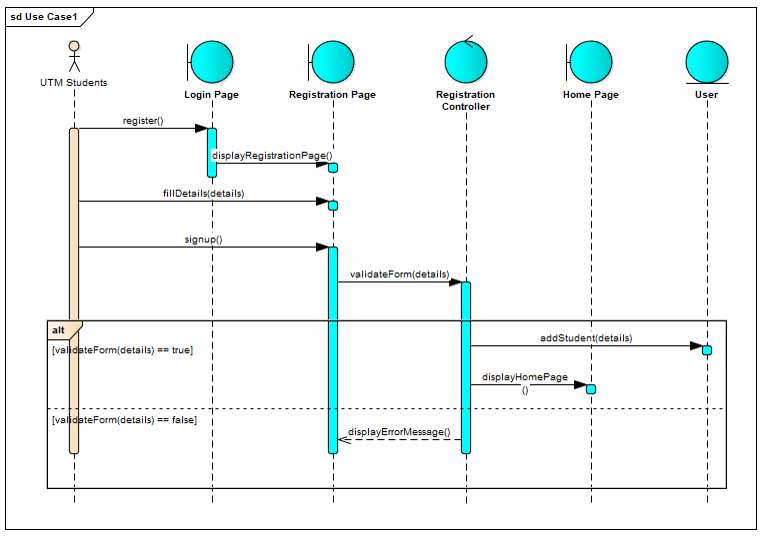 sd Use Case1
UTM Students
Login Page
Registration Page
Registration
Controller
Home Page
User
register()
displayRegistrationPage()
fillDetails(details)
signup()
validateForm(details)
alt
[validateForm(details) == true]
addStudent(details)
displayHomePage
()
[validateForm(details) == false]
displayErrorMessage()